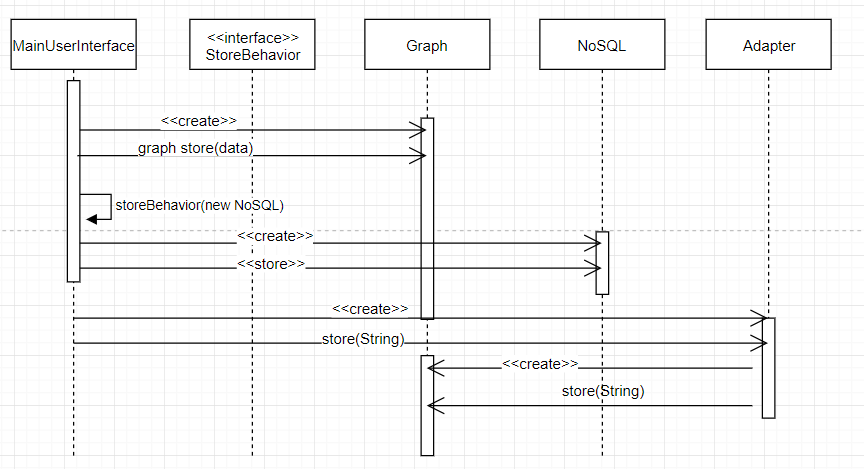 MainUserInterface
<<interface>>
StoreBehavior
Graph
NoSQL
Adapter
<<create>>
graph store(data)
storeBehavior(new NoSQL)
<<create>>
<<store>>
<<create>>
store(String)
<<create>>
store(String)